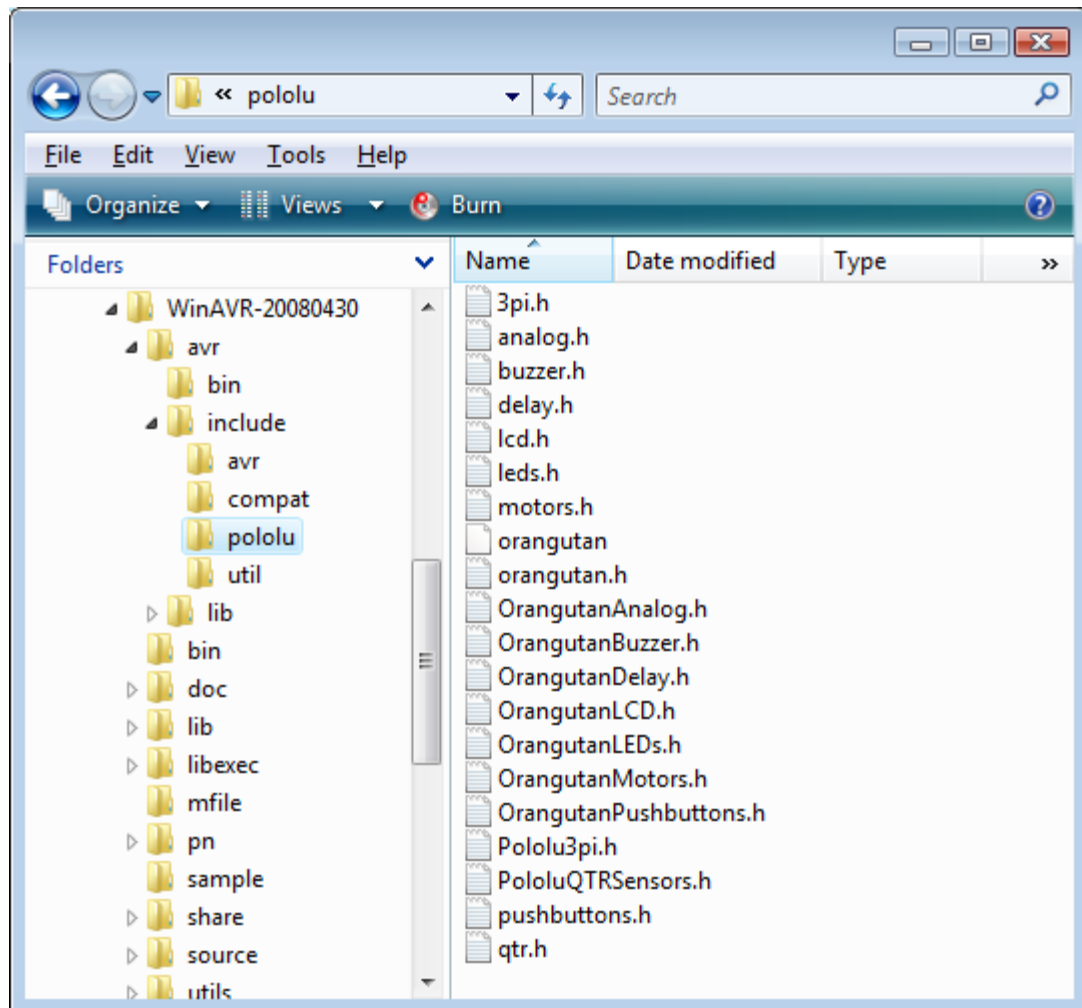 « pololu
Search
File Edit View Tools Help
Organize Views Burn
Folders
Name Date modified Type »
WinAVR-20080430
avr
bin
include
avr
compat
pololu
util
lib
bin
doc
lib
libexec
mfile
pn
sample
share
source
utils
3pi.h
analog.h
buzzer.h
delay.h
lcd.h
leds.h
motors.h
orangutan
orangutan.h
OrangutanAnalog.h
OrangutanBuzzer.h
OrangutanDelay.h
OrangutanLCD.h
OrangutanLEDs.h
OrangutanMotors.h
OrangutanPushbuttons.h
Pololu3pi.h
PololuQTRSensors.h
pushbuttons.h
qtr.h